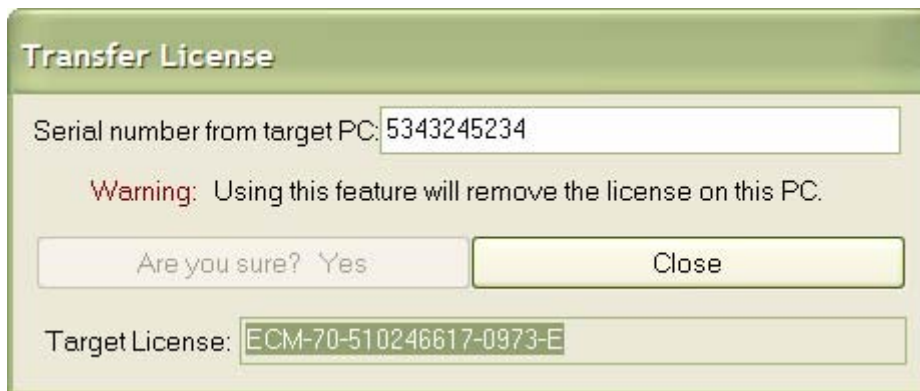 Transfer License
Serial number from target PC: 5343245234
Warning: Using this feature will remove the license on this PC.
Are you sure? Yes Close
Target License: ECM-70-510246617-0973-E